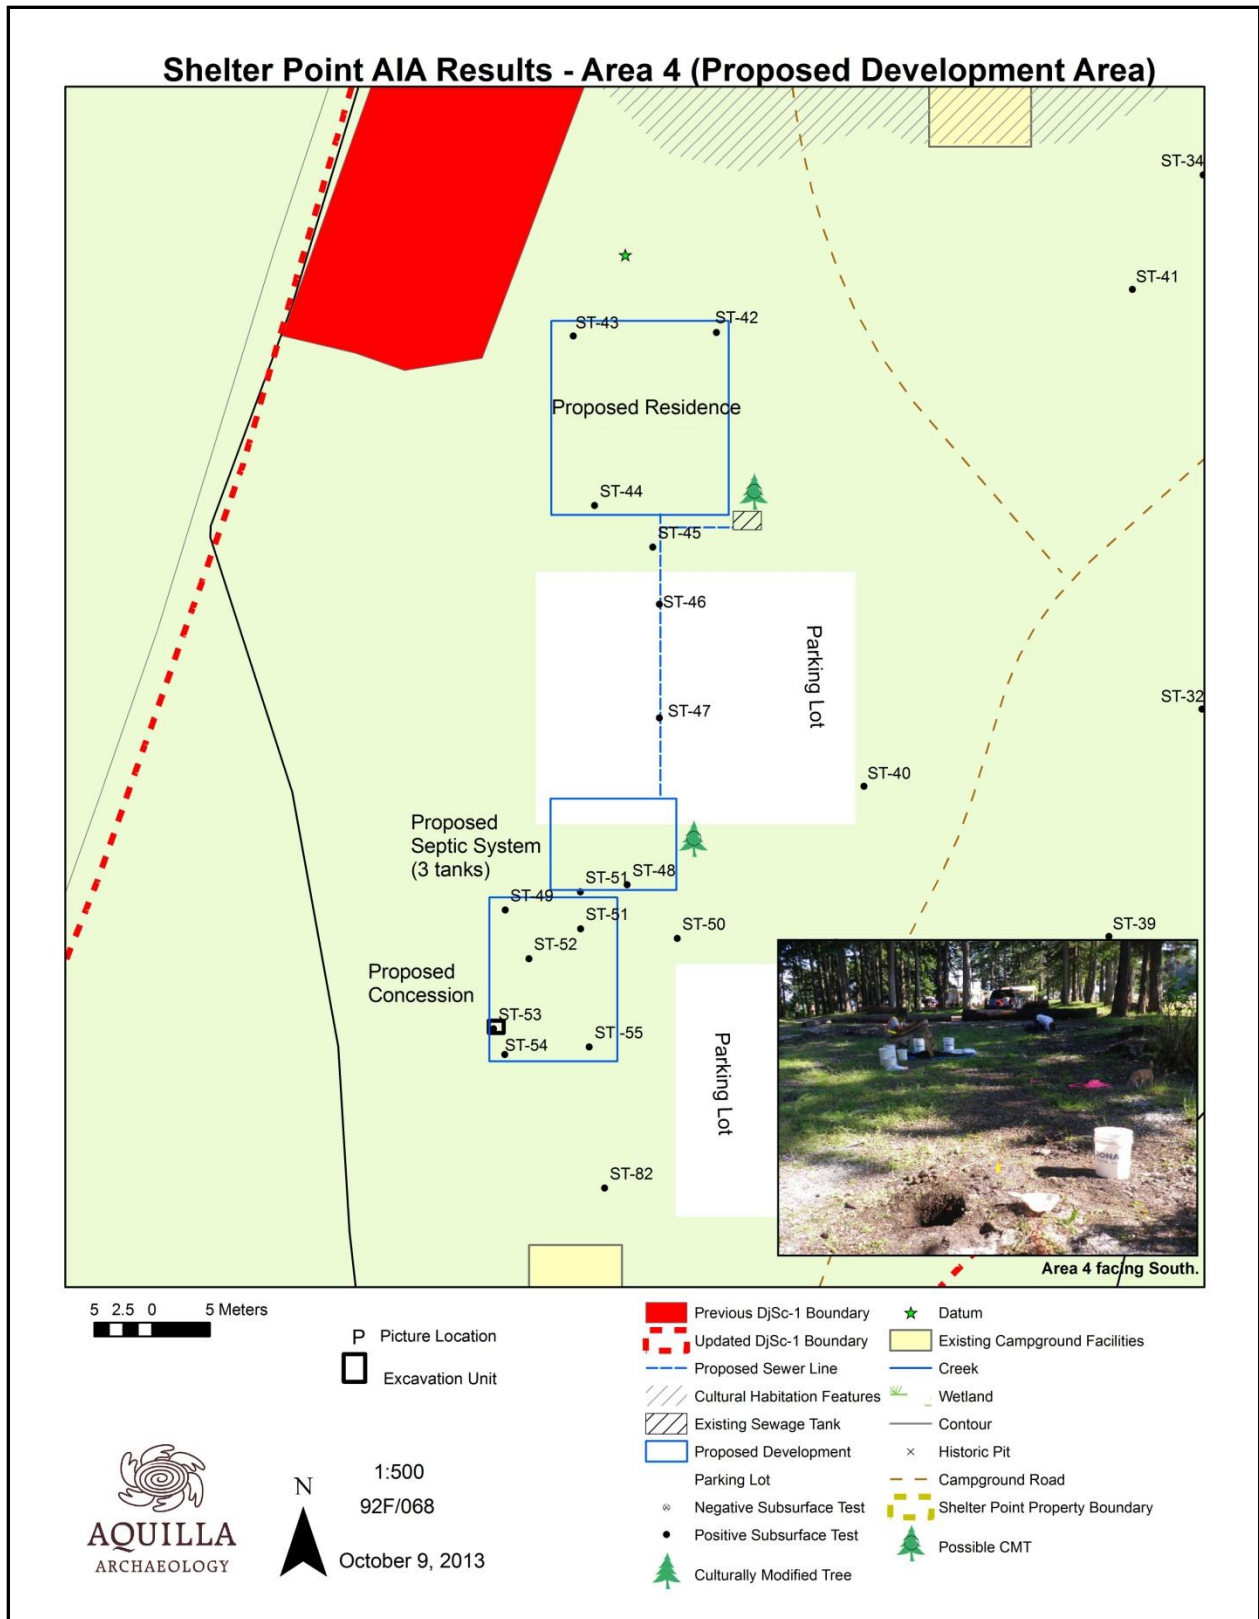 Shelter Point AIA Results - Area 4 (Proposed Development Area)
ST-34
ST-41
ST-43
ST-42
Proposed Residence
ST-44
ST-45
ST-46
Parking Lot
ST-47
ST-32
ST-40
Proposed
Septic System
(3 tanks)
ST-48
ST-51
ST-49
ST-51
ST-50
ST-39
ST-52
Proposed
Concession
ST-53
ST-54
ST-55
Parking Lot
ST-82
Area 4 facing South.
5 2.5 0 5 Meters
P Picture Location
Excavation Unit
Previous DjSc-1 Boundary
Updated DjSc-1 Boundary
Proposed Sewer Line
Cultural Habitation Features
Existing Sewage Tank
Proposed Development
Parking Lot
Negative Subsurface Test
Positive Subsurface Test
Culturally Modified Tree
Datum
Existing Campground Facilities
Creek
Wetland
Contour
Historic Pit
Campground Road
Shelter Point Property Boundary
Possible CMT
AQUILLA
ARCHAEOLOGY
N
1:500
92F/068
October 9, 2013